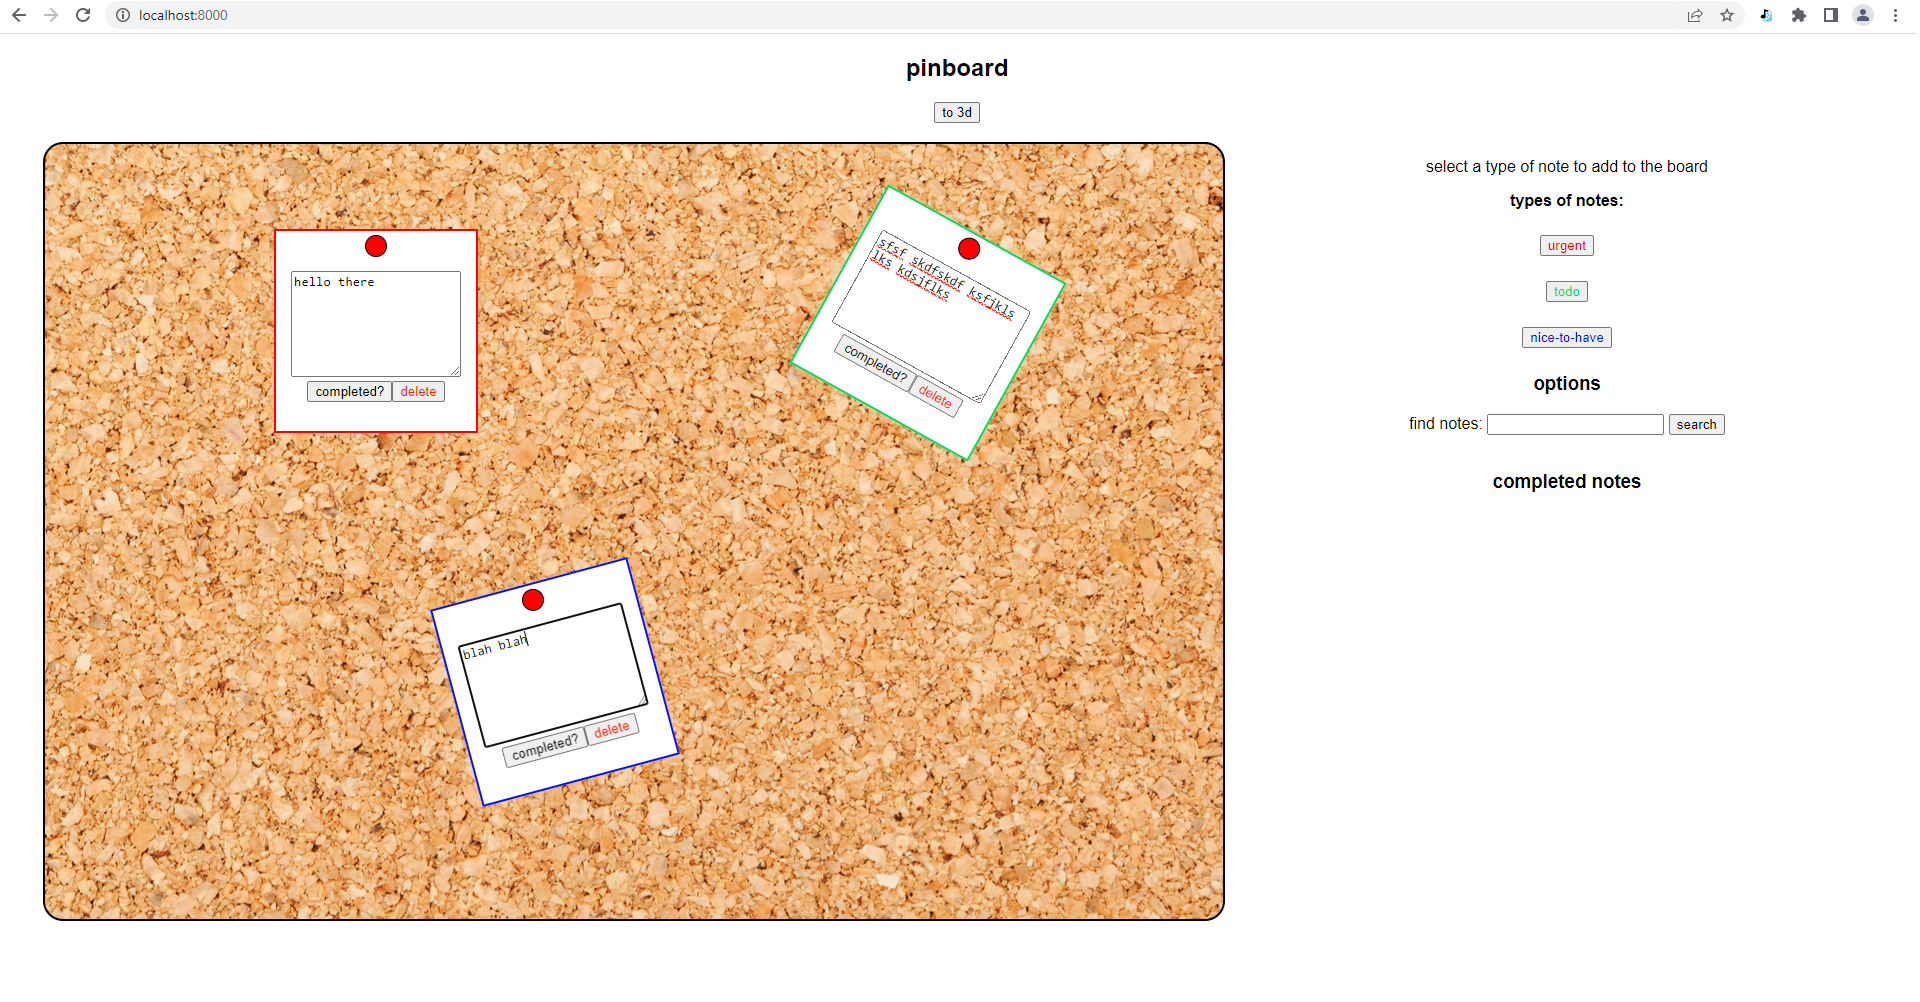 localhost:8000
pinboard
to 3d
hello there
completed? delete
sfsf skdfskdf ksfjkls
lks kdsjflks
completed? delete
blah blah
completed? delete
select a type of note to add to the board
types of notes:
urgent
todo
nice-to-have
options
find notes: search
completed notes